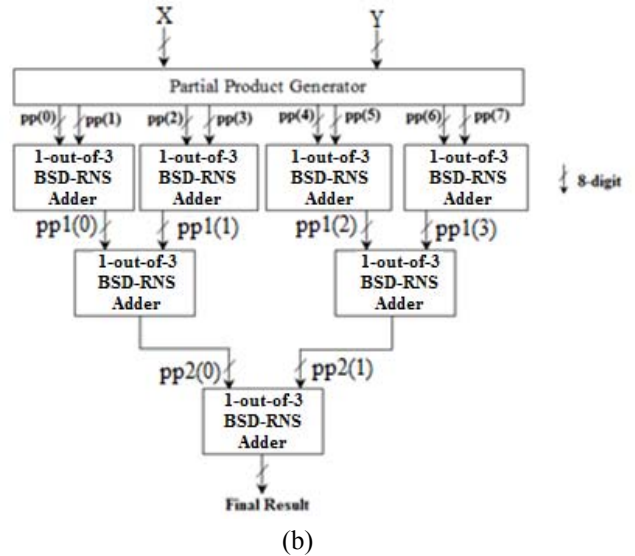 X Y
Partial Product Generator
pp(0) pp(1) pp(2) pp(3) pp(4) pp(5) pp(6) pp(7)
1-out-of-3 1-out-of-3 1-out-of-3 1-out-of-3
BSD-RNS BSD-RNS BSD-RNS BSD-RNS
Adder Adder Adder Adder
8-digit
pp1(0) pp1(1) pp1(2) pp1(3)
1-out-of-3 1-out-of-3
BSD-RNS BSD-RNS
Adder Adder
pp2(0) pp2(1)
1-out-of-3
BSD-RNS
Adder
Final Result
(b)